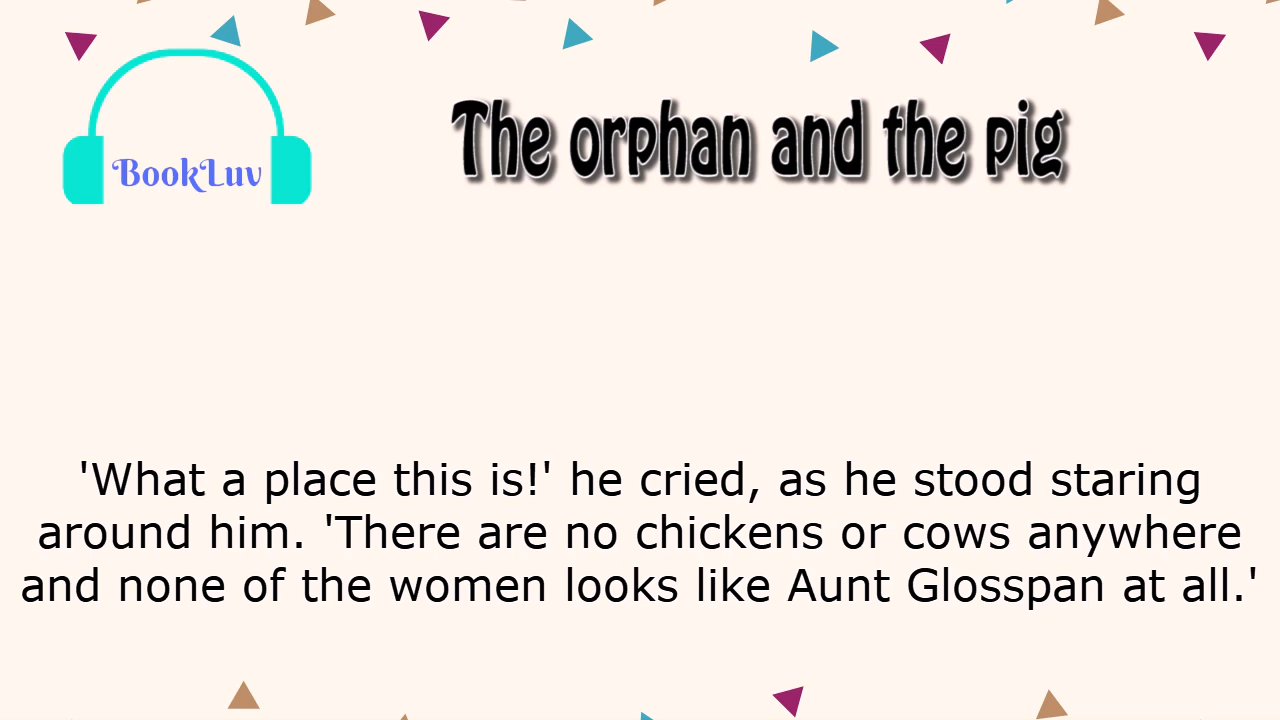 The orphan and the pig
BookLuv
'What a place this is!' he cried, as he stood staring
around him. 'There are no chickens or cows anywhere
and none of the women looks like Aunt Glosspan at all.'